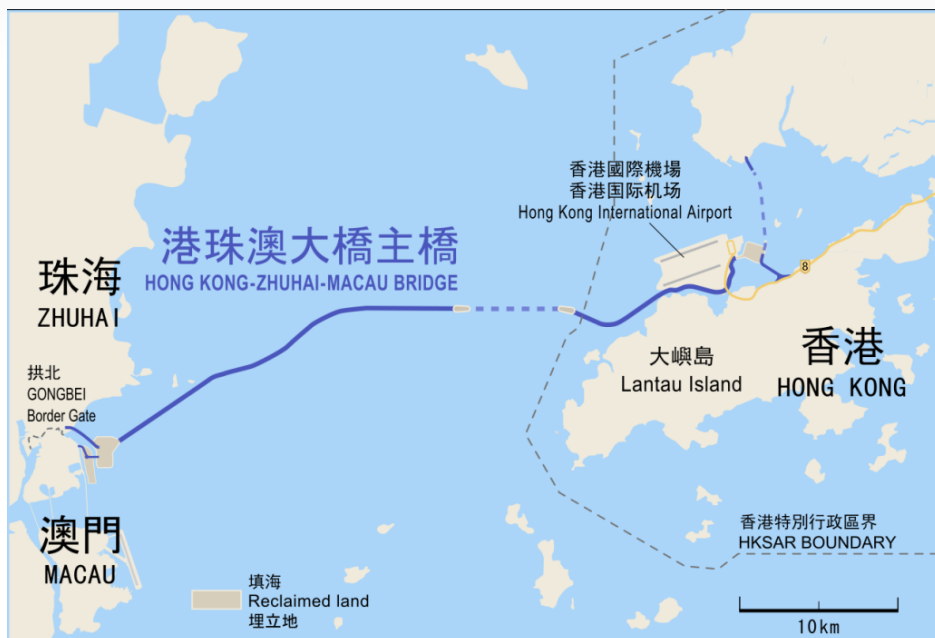 香港國際機場
香港国际机场
Hong Kong International Airport
港珠澳大橋主橋
HONG KONG-ZHUHAI-MACAU BRIDGE
珠海
ZHUHAI
8
香港
HONG KONG
大嶼島
Lantau Island
拱北
GONGBEI
Border Gate
澳門
MACAU
香港特別行政區界
HKSAR BOUNDARY
填海
Reclaimed land
埋立地
10km